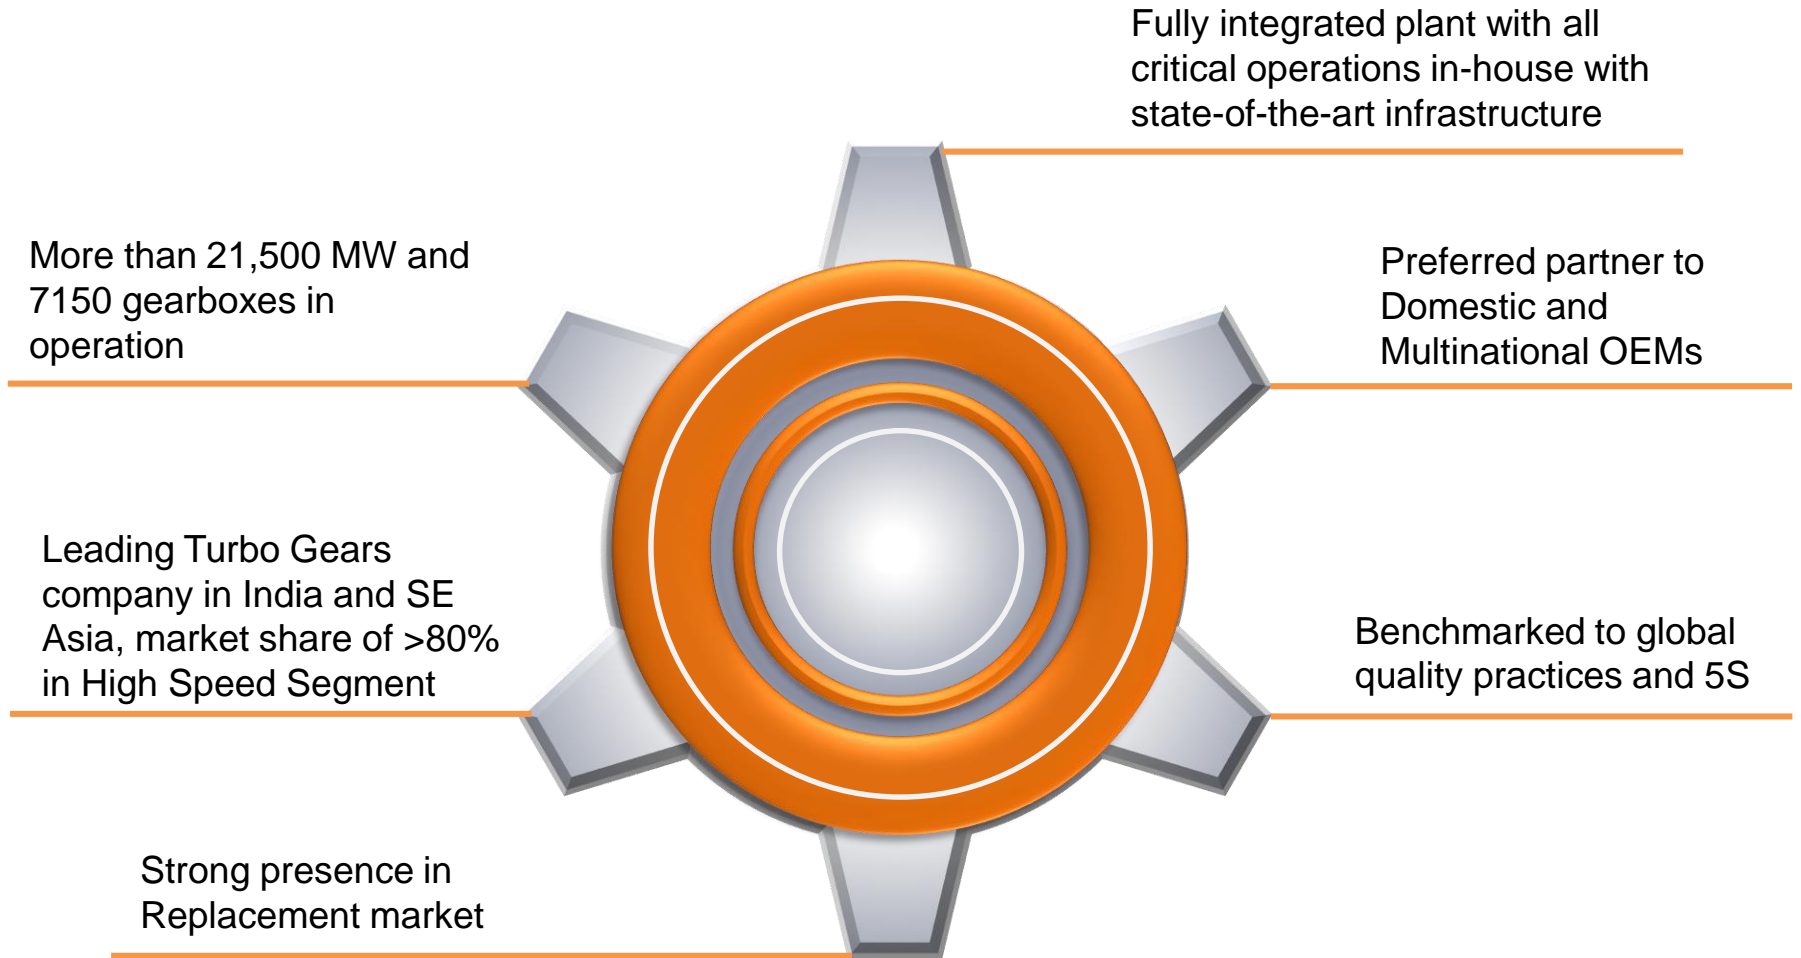 Fully integrated plant with all
critical operations in-house with
state-of-the-art infrastructure
More than 21,500 MW and
7150 gearboxes in
operation
Preferred partner to
Domestic and
Multinational OEMs
Leading Turbo Gears
company in India and SE
Asia, market share of >80%
in High Speed Segment
Benchmarked to global
quality practices and 5S
Strong presence in
Replacement market